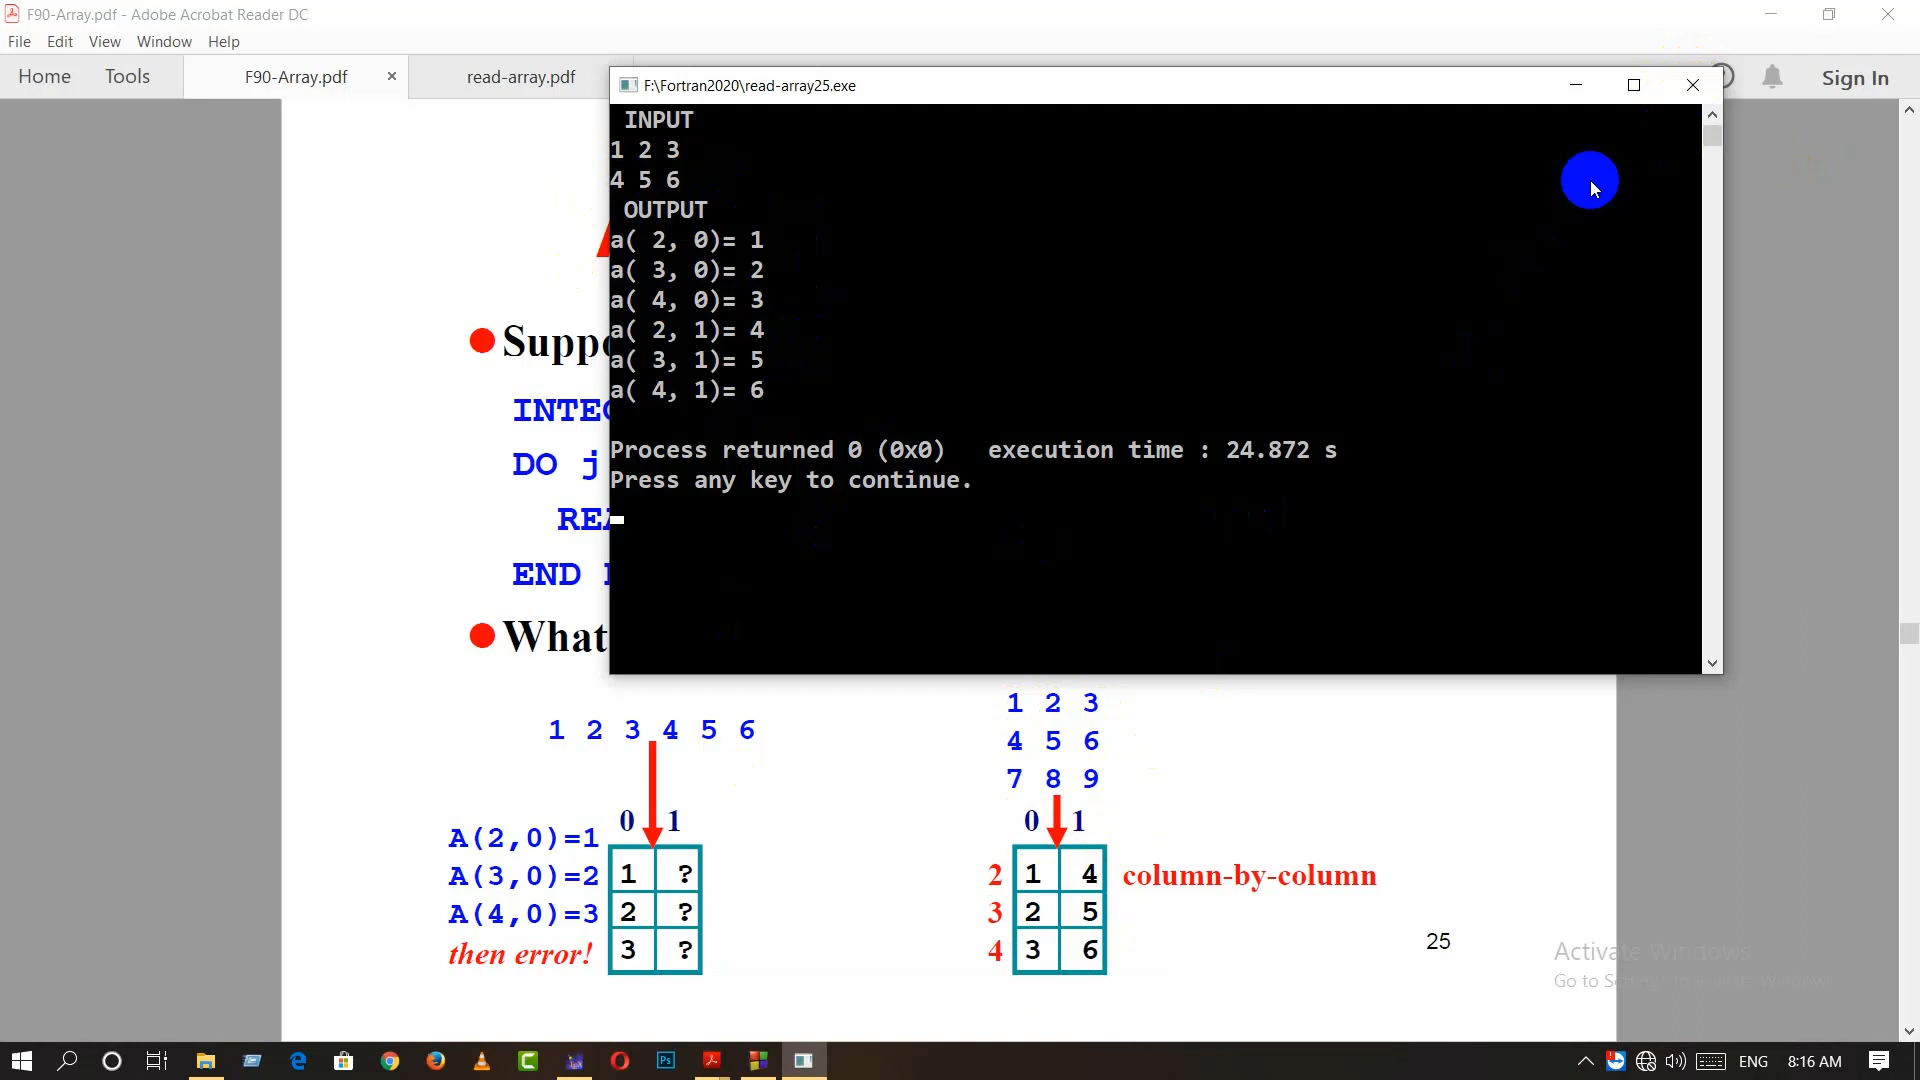 F90-Array.pdf - Adobe Acrobat Reader DC
File Edit View Window Help
Home Tools F90-Array.pdf × read-array.pdf Sign In
F:\Fortran2020\read-array25.exe
INPUT
1 2 3
4 5 6
OUTPUT
a( 2, 0)= 1
a( 3, 0)= 2
a( 4, 0)= 3
a( 2, 1)= 4
a( 3, 1)= 5
a( 4, 1)= 6
Process returned 0 (0x0) execution time : 24.872 s
Press any key to continue.
DO j
END
What
1 2 3 4 5 6
1 2 3
4 5 6
7 8 9
0 1
A(2,0)=1 1 ?
A(3,0)=2 2 ?
A(4,0)=3 3 ?
then error!
0 1
2 1 4 column-by-column
3 2 5
4 3 6
25
Activate Windows
Go to Settings to activate Windows.
ENG 8:16 AM